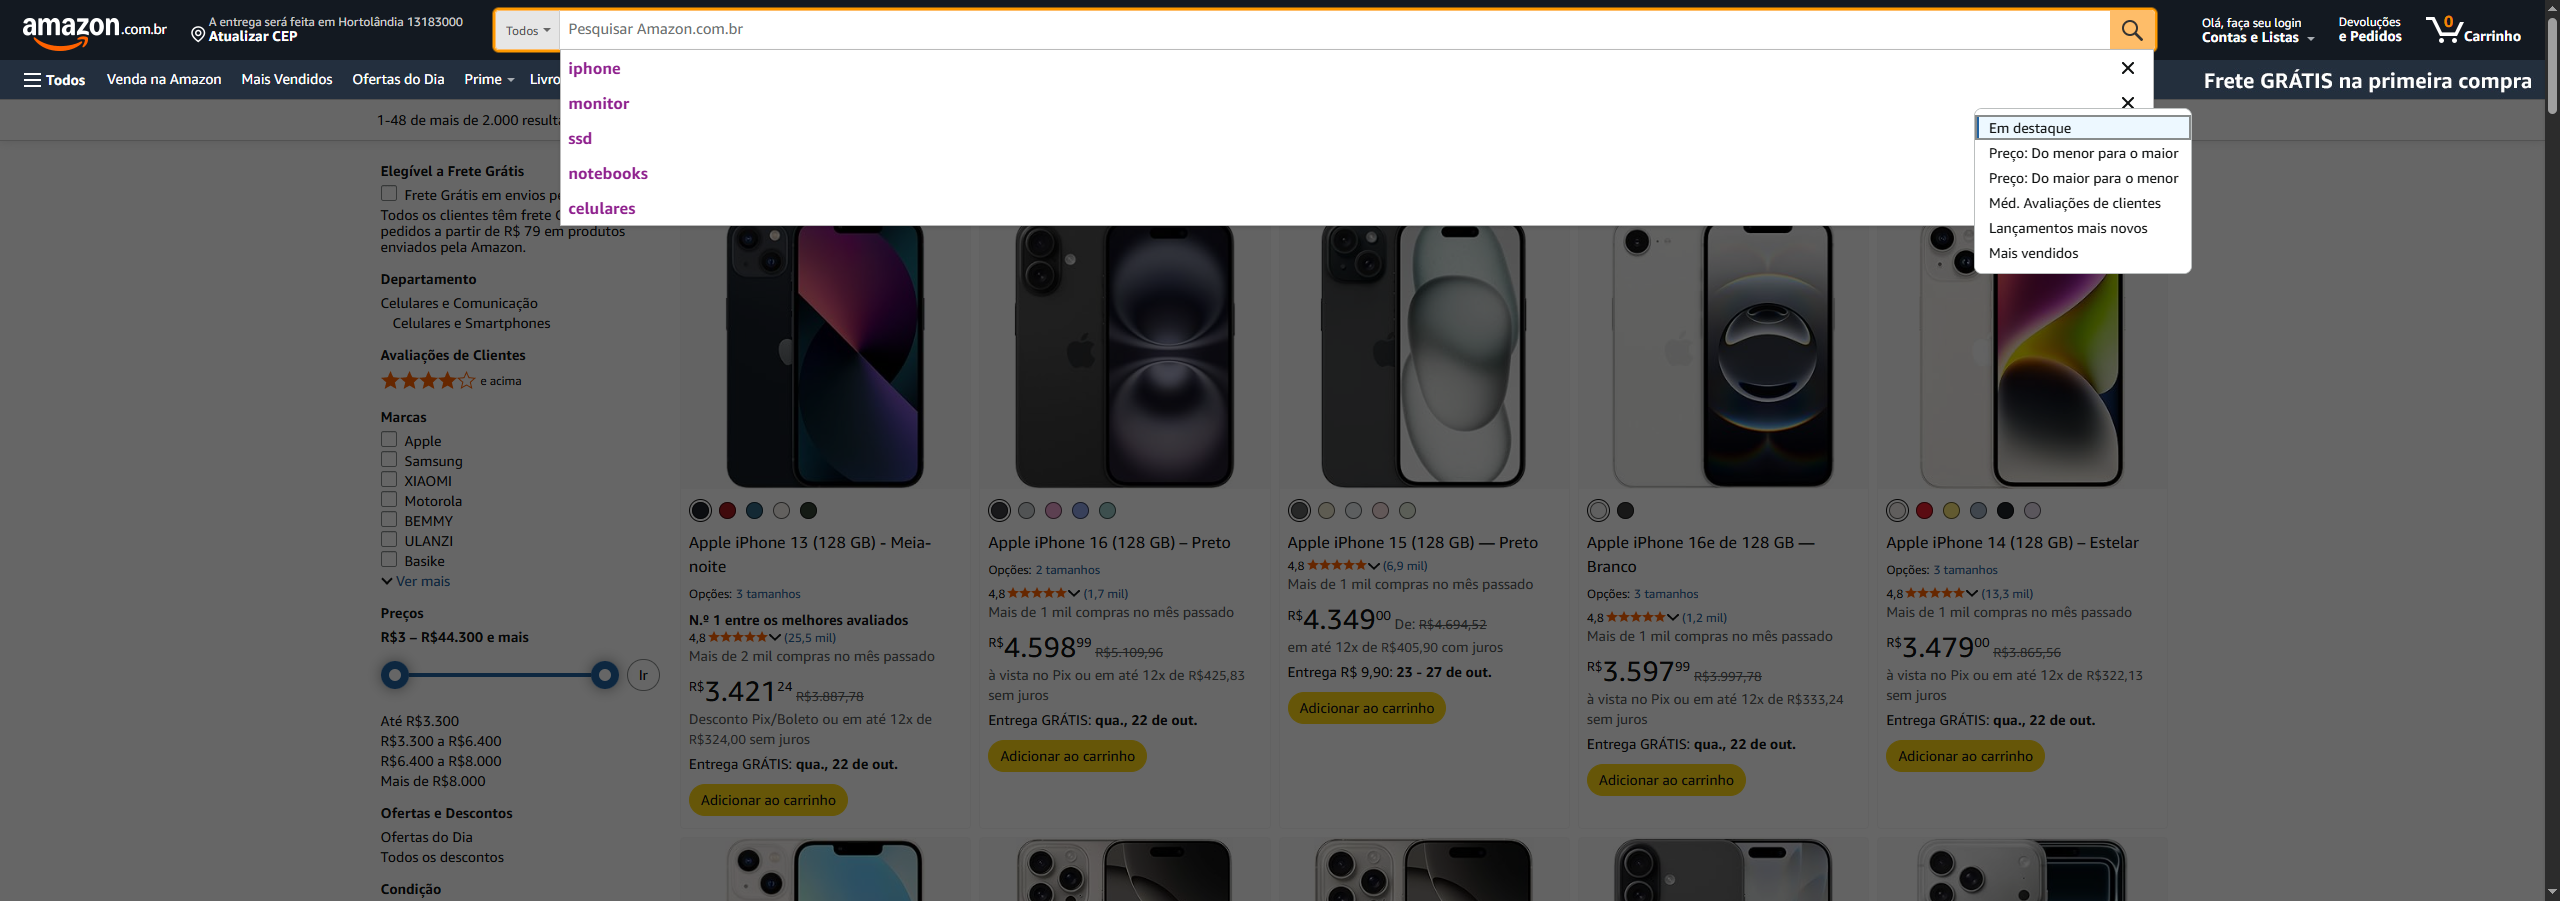 amazon.com.br
A entrega será feita em Hortolândia 13183000
Atualizar CEP
Todos
Pesquisar Amazon.com.br
Olá, faça seu login
Contas e Listas
Devoluções
e Pedidos
0
Carrinho
Todos
Venda na Amazon
Mais Vendidos
Ofertas do Dia
Prime
Livro
Frete GRÁTIS na primeira compra
iphone
monitor
ssd
notebooks
celulares
Em destaque
Preço: Do menor para o maior
Preço: Do maior para o menor
Méd. Avaliações de clientes
Lançamentos mais novos
Mais vendidos
1-48 de mais de 2.000 resulta
Elegível a Frete Grátis
Frete Grátis em envios p
Todos os clientes têm frete
pedidos a partir de R$ 79 em produtos
enviados pela Amazon.
Departamento
Celulares e Comunicação
Celulares e Smartphones
Avaliações de Clientes
e acima
Marcas
Apple
Samsung
XIAOMI
Motorola
BEMMY
ULANZI
Basike
Ver mais
Preços
R$3 – R$44.300 e mais
Ir
Até R$3.300
R$3.300 a R$6.400
R$6.400 a R$8.000
Mais de R$8.000
Ofertas e Descontos
Ofertas do Dia
Todos os descontos
Condição
Apple iPhone 13 (128 GB) - Meia-
noite
Opções: 3 tamanhos
N.º 1 entre os melhores avaliados
4,8 (25,5 mil)
Mais de 2 mil compras no mês passado
R$3.42124 R$3.887,78
Desconto Pix/Boleto ou em até 12x de
R$324,00 sem juros
Entrega GRÁTIS: qua., 22 de out.
Adicionar ao carrinho
Apple iPhone 16 (128 GB) – Preto
Opções: 2 tamanhos
4,8 (1,7 mil)
Mais de 1 mil compras no mês passado
R$4.59899 R$5.109,96
à vista no Pix ou em até 12x de R$425,83
sem juros
Entrega GRÁTIS: qua., 22 de out.
Adicionar ao carrinho
Apple iPhone 15 (128 GB) — Preto
4,8 (6,9 mil)
Mais de 1 mil compras no mês passado
R$4.34900 De: R$4.694,52
em até 12x de R$405,90 com juros
Entrega R$ 9,90: 23 - 27 de out.
Adicionar ao carrinho
Apple iPhone 16e de 128 GB —
Branco
Opções: 3 tamanhos
4,8 (1,2 mil)
Mais de 1 mil compras no mês passado
R$3.59799 R$3.997,78
à vista no Pix ou em até 12x de R$333,24
sem juros
Entrega GRÁTIS: qua., 22 de out.
Adicionar ao carrinho
Apple iPhone 14 (128 GB) – Estelar
Opções: 3 tamanhos
4,8 (13,3 mil)
Mais de 1 mil compras no mês passado
R$3.47900 R$3.865,56
à vista no Pix ou em até 12x de R$322,13
sem juros
Entrega GRÁTIS: qua., 22 de out.
Adicionar ao carrinho